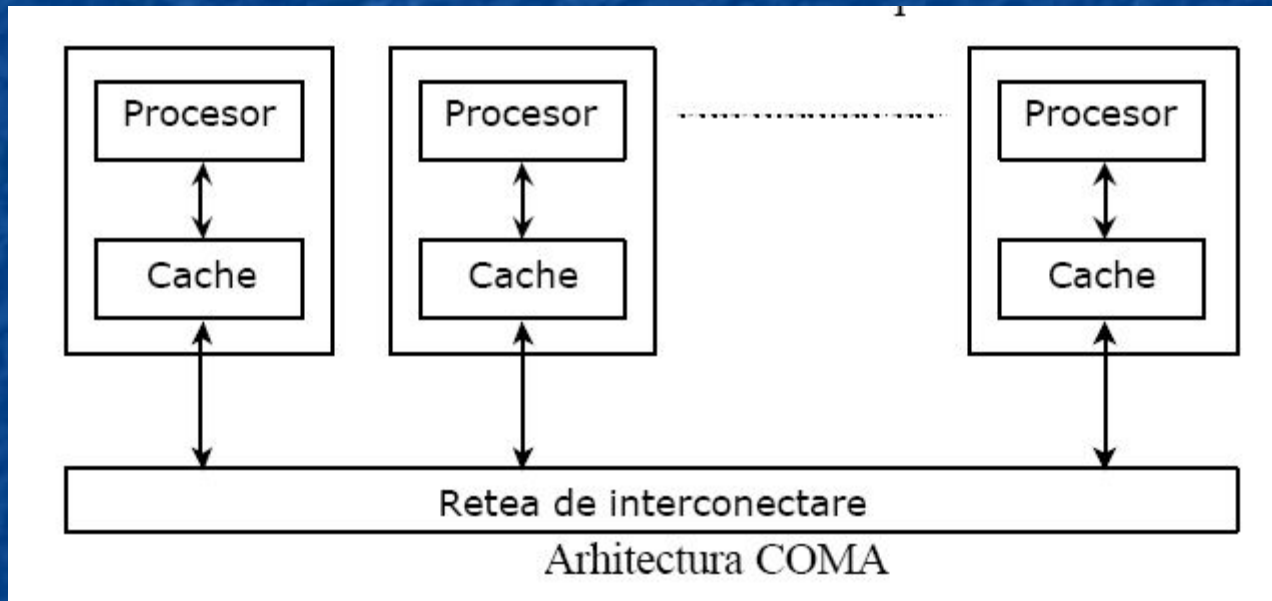 Procesor Procesor Procesor
Cache Cache Cache
Retea de interconectare
Arhitectura COMA